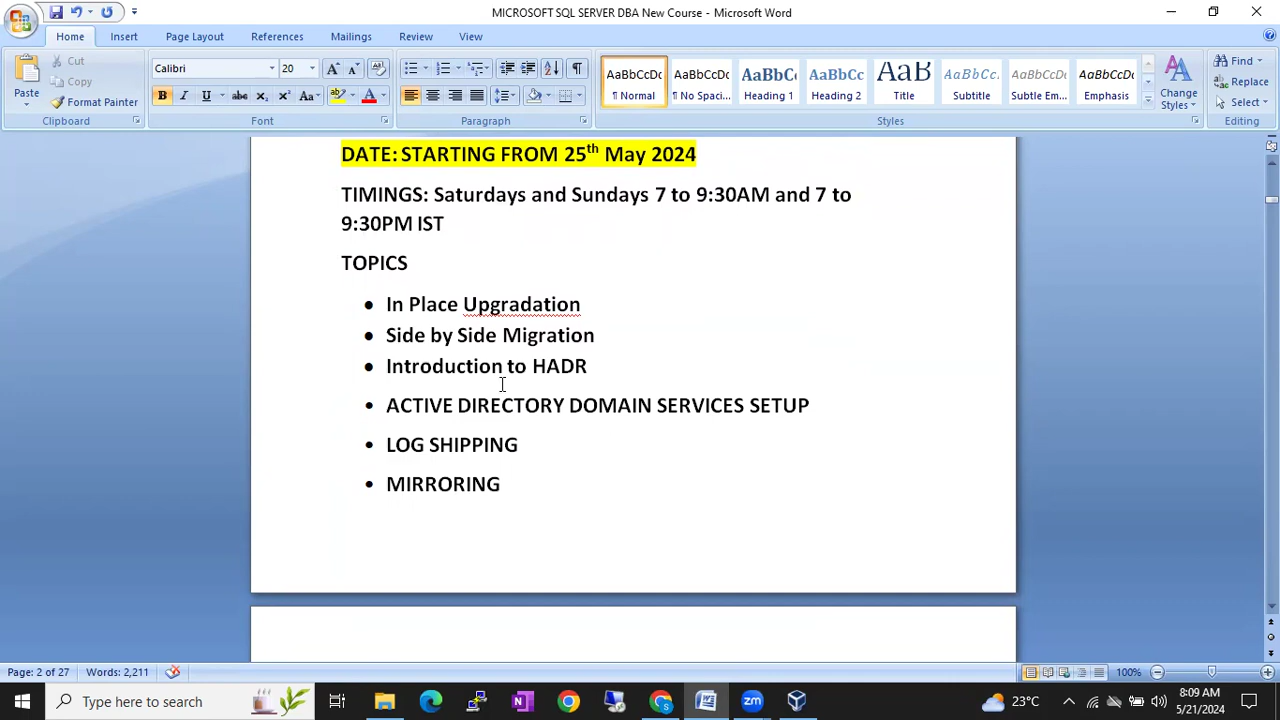 MICROSOFT SQL SERVER DBA New Course - Microsoft Word
Home Insert Page Layout References Mailings Review View
Paste
Cut
Copy
Format Painter
Clipboard
Calibri 20
Font
Paragraph
AaBbCcDc AaBbCcDc AaBbC AaBbCc AaB AaBbCc. AaBbCcDc AaBbCcDc
¶ Normal ¶ No Spaci... Heading 1 Heading 2 Title Subtitle Subtle Em... Emphasis
Change Styles
Styles
Find
Replace
Select
Editing
DATE: STARTING FROM 25th May 2024
TIMINGS: Saturdays and Sundays 7 to 9:30AM and 7 to
9:30PM IST
TOPICS
• In Place Upgradation
• Side by Side Migration
• Introduction to HADR
• ACTIVE DIRECTORY DOMAIN SERVICES SETUP
• LOG SHIPPING
• MIRRORING
Page: 2 of 27 Words: 2,211 100%
Type here to search
23°C
8:09 AM
5/21/2024